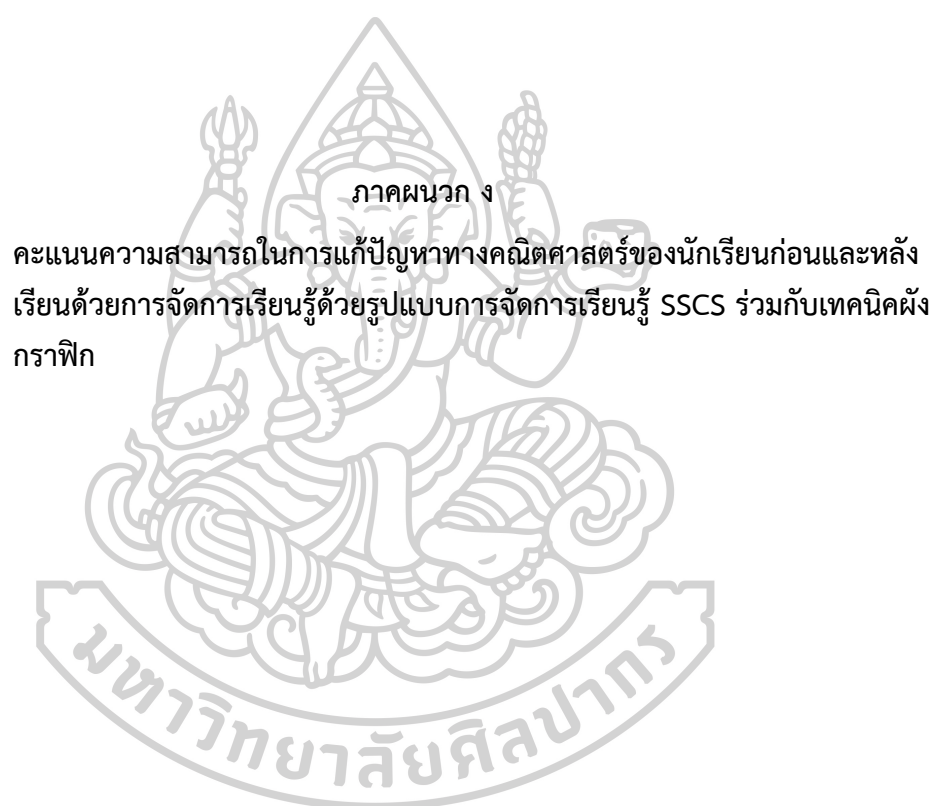 ภาคผนวก ง
คะแนนความสามารถในการแก้ปัญหาทางคณิตศาสตร์ของนักเรียนก่อนและหลัง
เรียนด้วยการจัดการเรียนรู้ด้วยรูปแบบการจัดการเรียนรู้ SSCS ร่วมกับเทคนิคผัง
กราฟิก
มหาวิทยาลัยศิลปากร